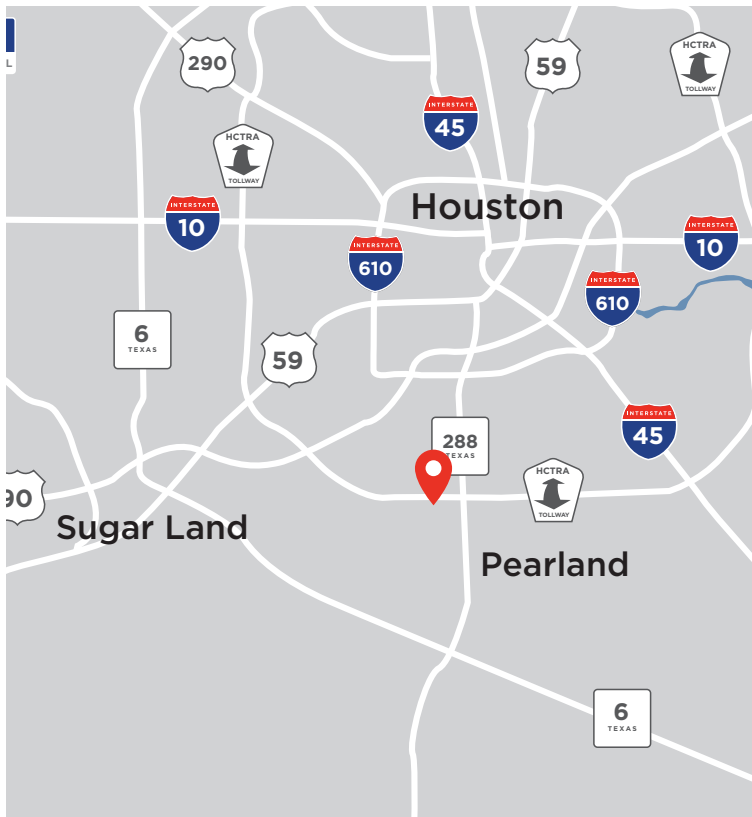 L
290
HCTRA
TOLLWAY
INTERSTATE
45
59
HCTRA
TOLLWAY
INTERSTATE
10
Houston
INTERSTATE
610
INTERSTATE
10
INTERSTATE
610
6
TEXAS
59
288
TEXAS
INTERSTATE
45
90
HCTRA
TOLLWAY
Sugar Land
Pearland
6
TEXAS